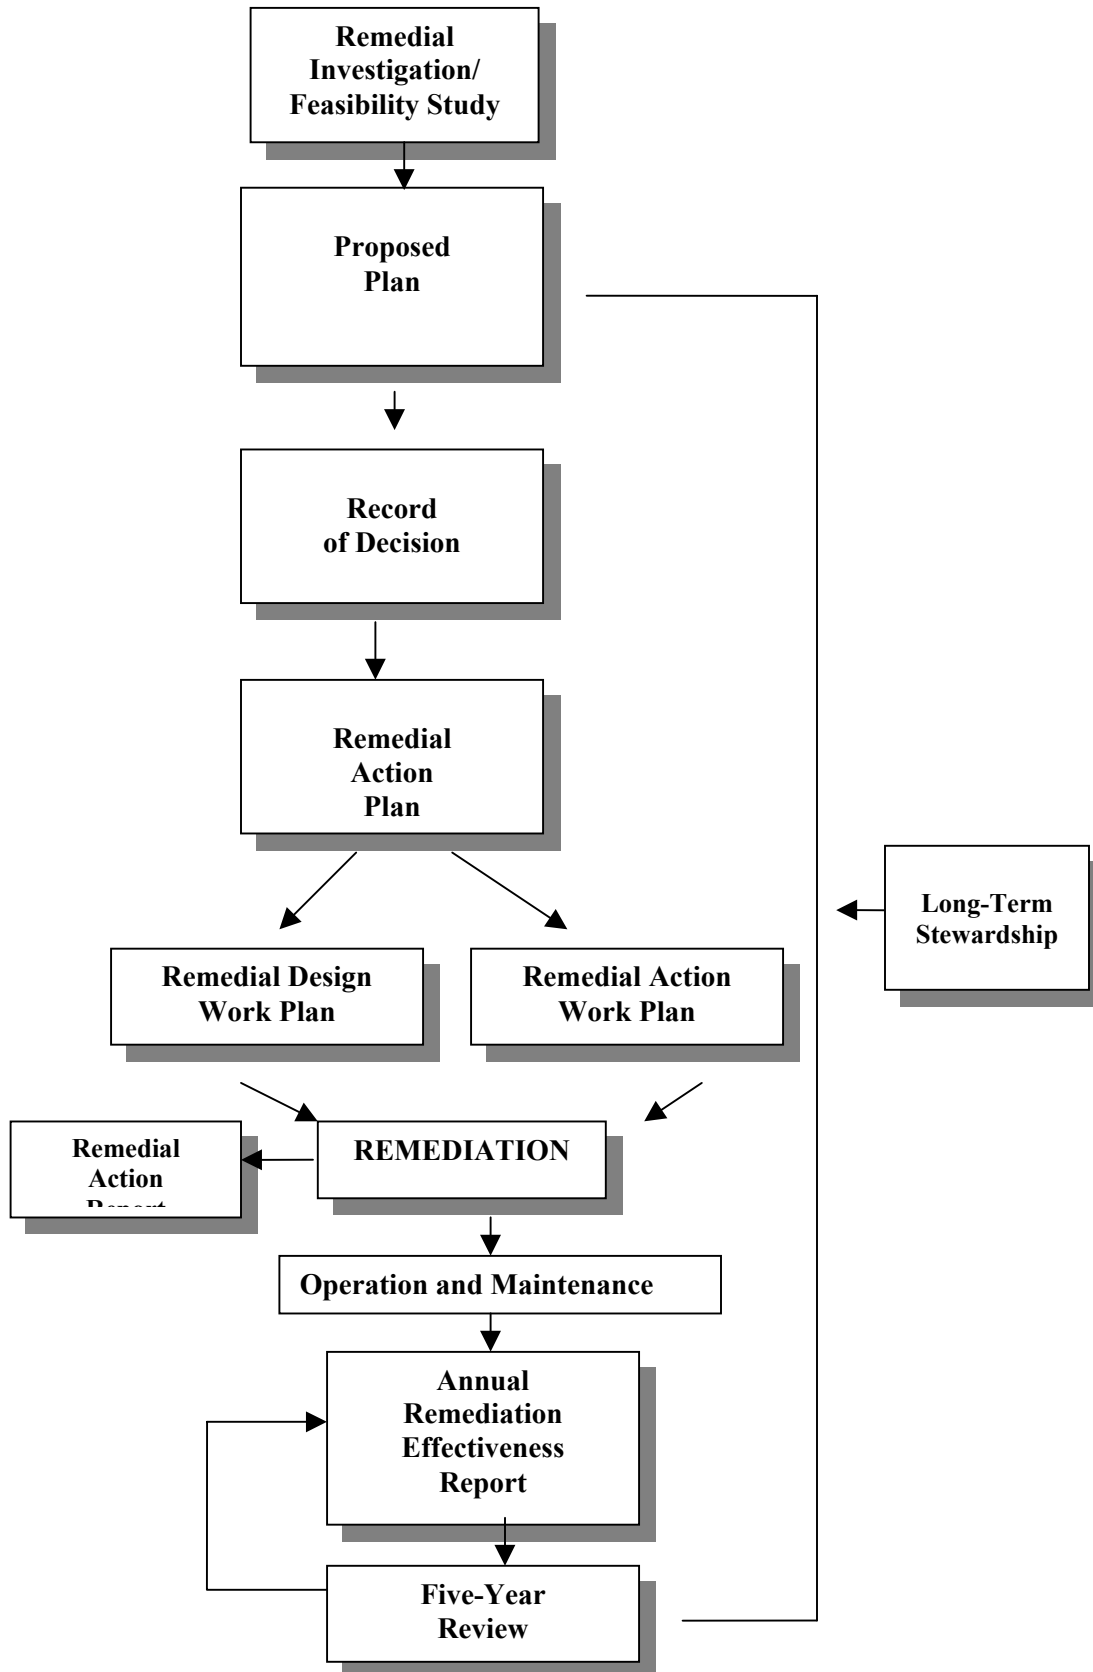 Remedial
Investigation/
Feasibility Study
Proposed
Plan
Record
of Decision
Remedial
Action
Plan
Long-Term
Stewardship
Remedial Design
Work Plan
Remedial Action
Work Plan
Remedial
Action
Report
REMEDIATION
Operation and Maintenance
Annual
Remediation
Effectiveness
Report
Five-Year
Review